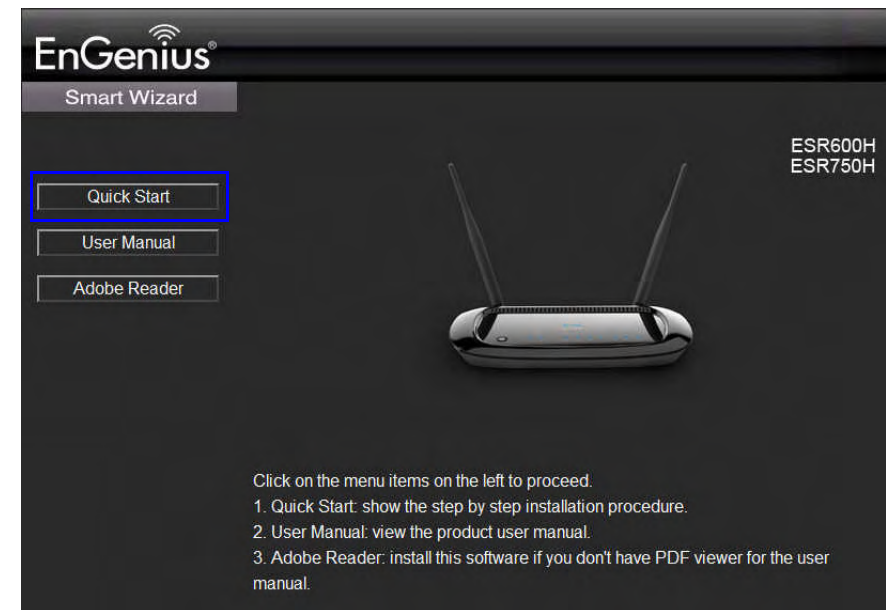 EnGenius®
Smart Wizard
ESR600H
ESR750H
Quick Start
User Manual
Adobe Reader
Click on the menu items on the left to proceed.
1. Quick Start: show the step by step installation procedure.
2. User Manual: view the product user manual.
3. Adobe Reader: install this software if you don't have PDF viewer for the user
manual.